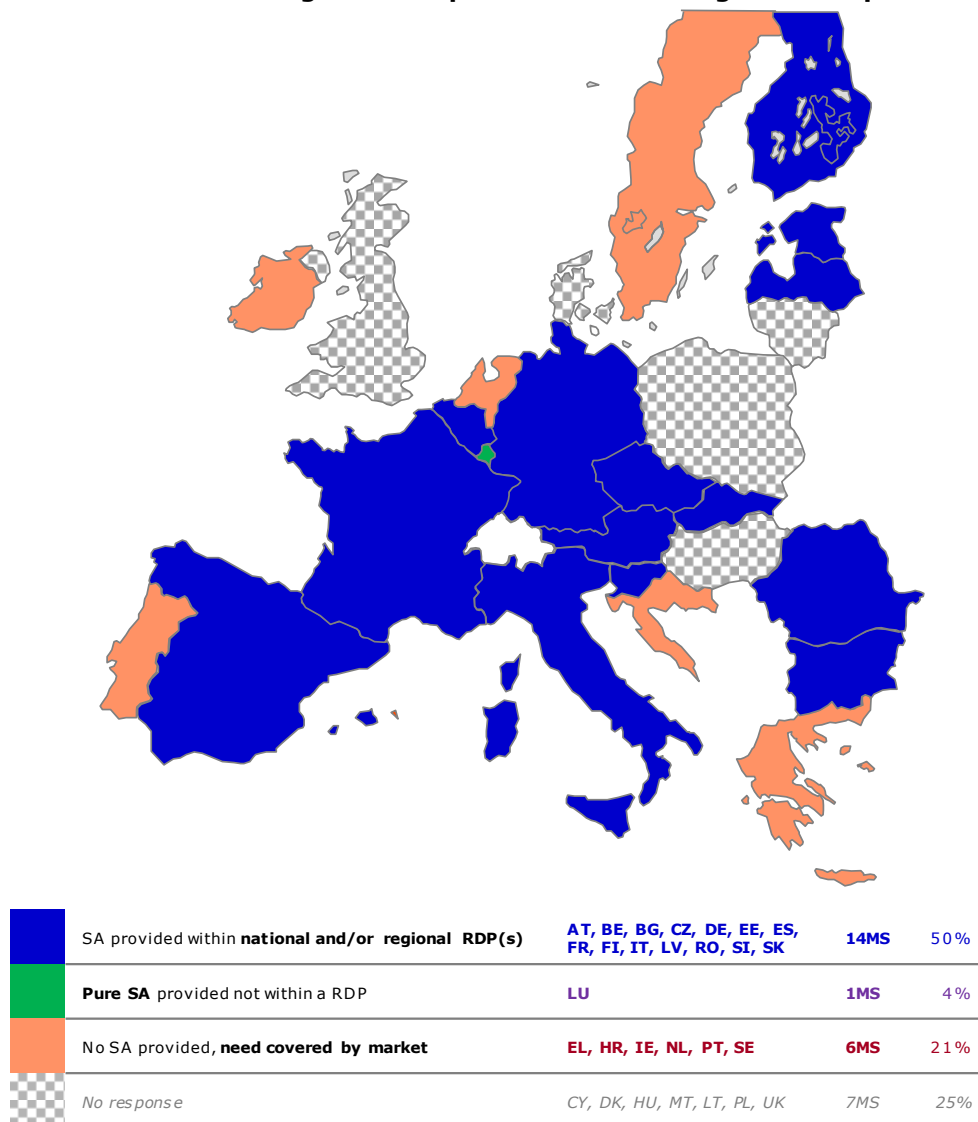 SA provided within national and/or regional RDP(s)
AT, BE, BG, CZ, DE, EE, ES,
FR, FI, IT, LV, RO, SI, SK
14MS
50%
Pure SA provided not within a RDP
LU
1MS
4%
No SA provided, need covered by market
EL, HR, IE, NL, PT, SE
6MS
21%
No response
CY, DK, HU, MT, LT, PL, UK
7MS
25%